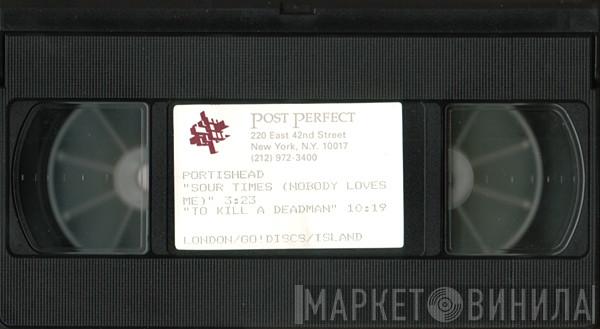 POST PERFECT
220 East 42nd Street
New York, N.Y. 10017
(212) 972-3400
PORTISHEAD
"SOUR TIMES (NOBODY LOVES
ME)" 3:23
"TO KILL A DEADMAN" 10:19
LONDON/GO!DISCS/ISLAND
МАРКЕТ ВИНИЛА